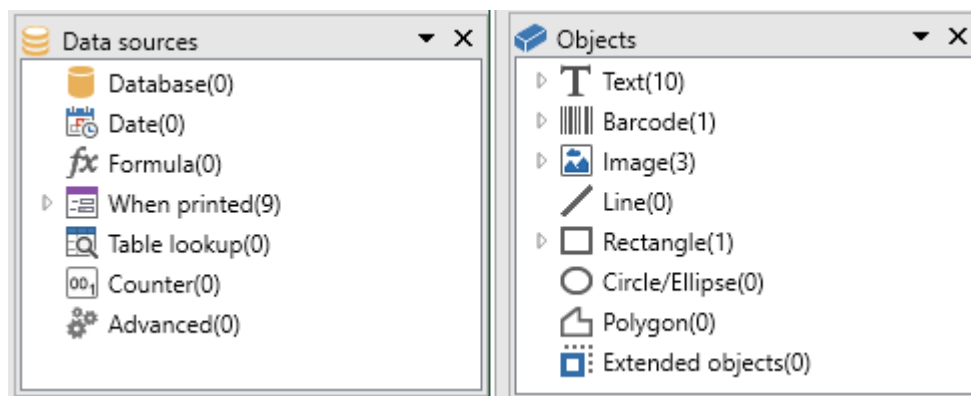 Data sources
Database(0)
Date(0)
Formula(0)
When printed(9)
Table lookup(0)
Counter(0)
Advanced(0)
Objects
Text(10)
Barcode(1)
Image(3)
Line(0)
Rectangle(1)
Circle/Ellipse(0)
Polygon(0)
Extended objects(0)